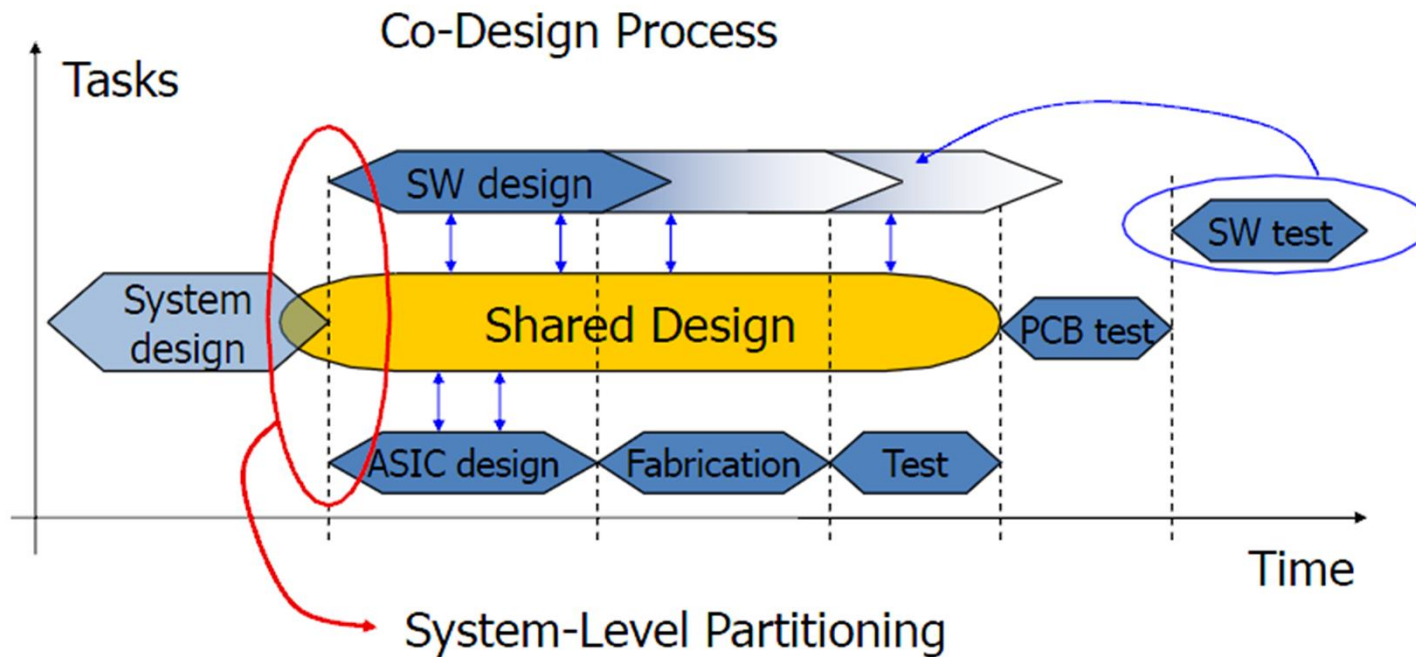 Co-Design Process
Tasks
SW design
SW test
System
design
Shared Design
PCB test
ASIC design
Fabrication
Test
Time
System-Level Partitioning